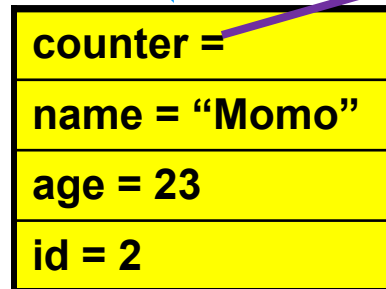 counter =
name = “Momo”
age = 23
id = 2